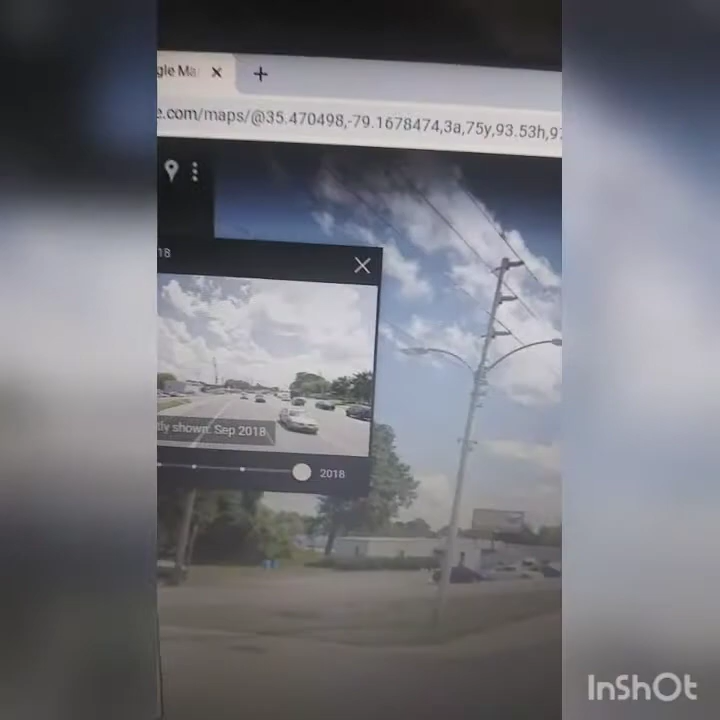 gle Ma
e.com/maps/@35.470498,-79.1678474,3a,75y,93.53h,9
18
tly shown: Sep 2018
2018
InShOt